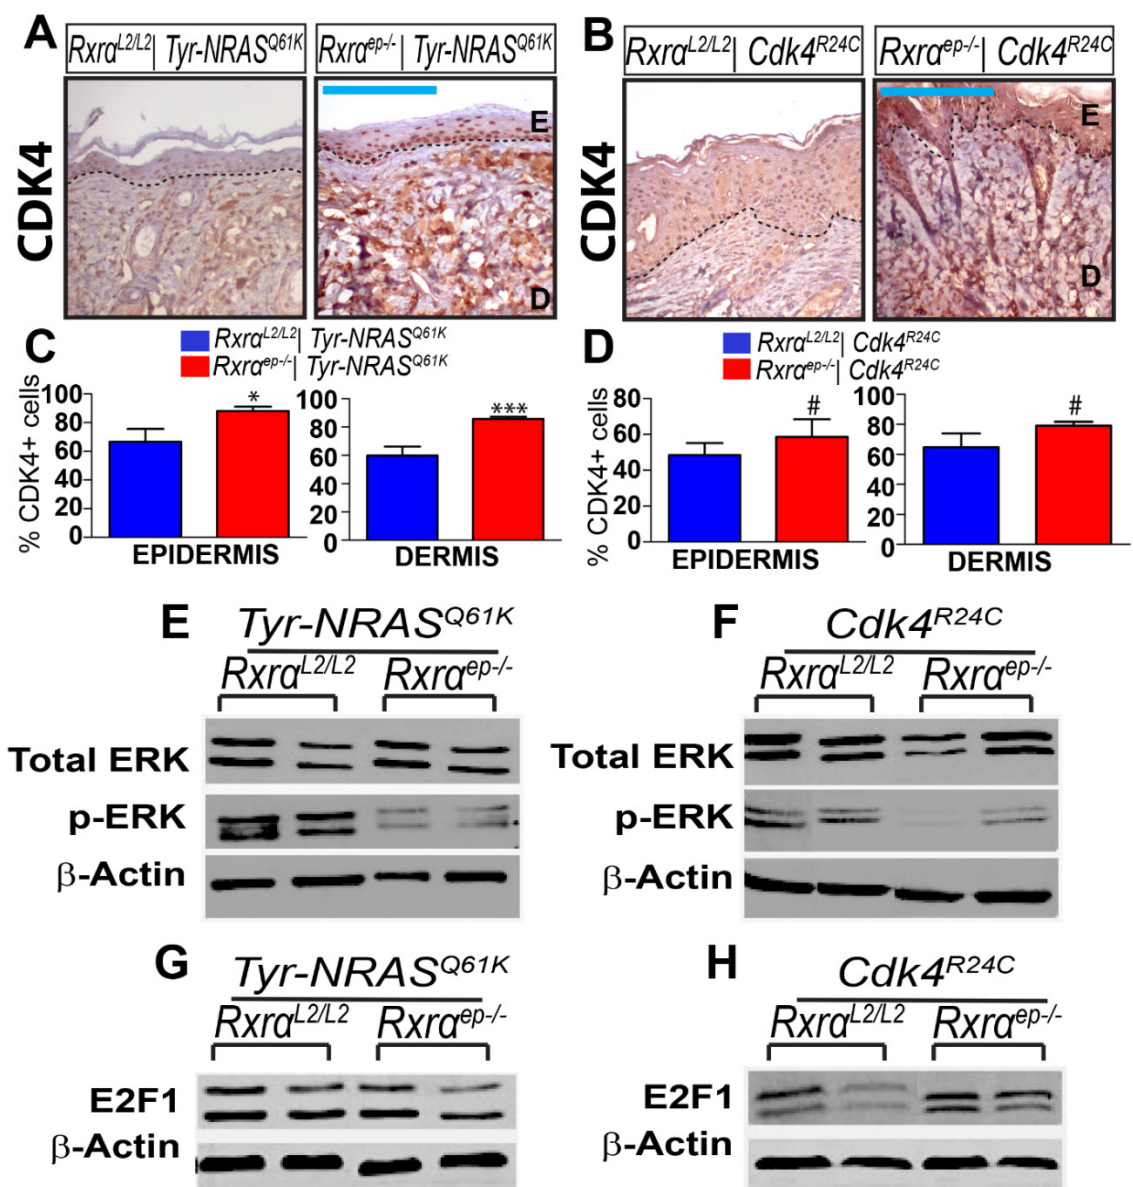 A
Rxrα^L2/L2| Tyr-NRAS^Q61K
Rxrα^ep-/-| Tyr-NRAS^Q61K
B
Rxrα^L2/L2| Cdk4^R24C
Rxrα^ep-/-| Cdk4^R24C
CDK4
E
D
CDK4
E
D
C
Rxrα^L2/L2| Tyr-NRAS^Q61K
Rxrα^ep-/-| Tyr-NRAS^Q61K
% CDK4+ cells
100
80
60
40
20
0
*
EPIDERMIS
100
80
60
40
20
0
***
DERMIS
D
Rxrα^L2/L2| Cdk4^R24C
Rxrα^ep-/-| Cdk4^R24C
% CDK4+ cells
80
60
40
20
0
#
EPIDERMIS
100
80
60
40
20
0
#
DERMIS
E
Tyr-NRAS^Q61K
Rxrα^L2/L2 Rxrα^ep-/-
Total ERK
p-ERK
β-Actin
F
Cdk4^R24C
Rxrα^L2/L2 Rxrα^ep-/-
Total ERK
p-ERK
β-Actin
G
Tyr-NRAS^Q61K
Rxrα^L2/L2 Rxrα^ep-/-
E2F1
β-Actin
H
Cdk4^R24C
Rxrα^L2/L2 Rxrα^ep-/-
E2F1
β-Actin